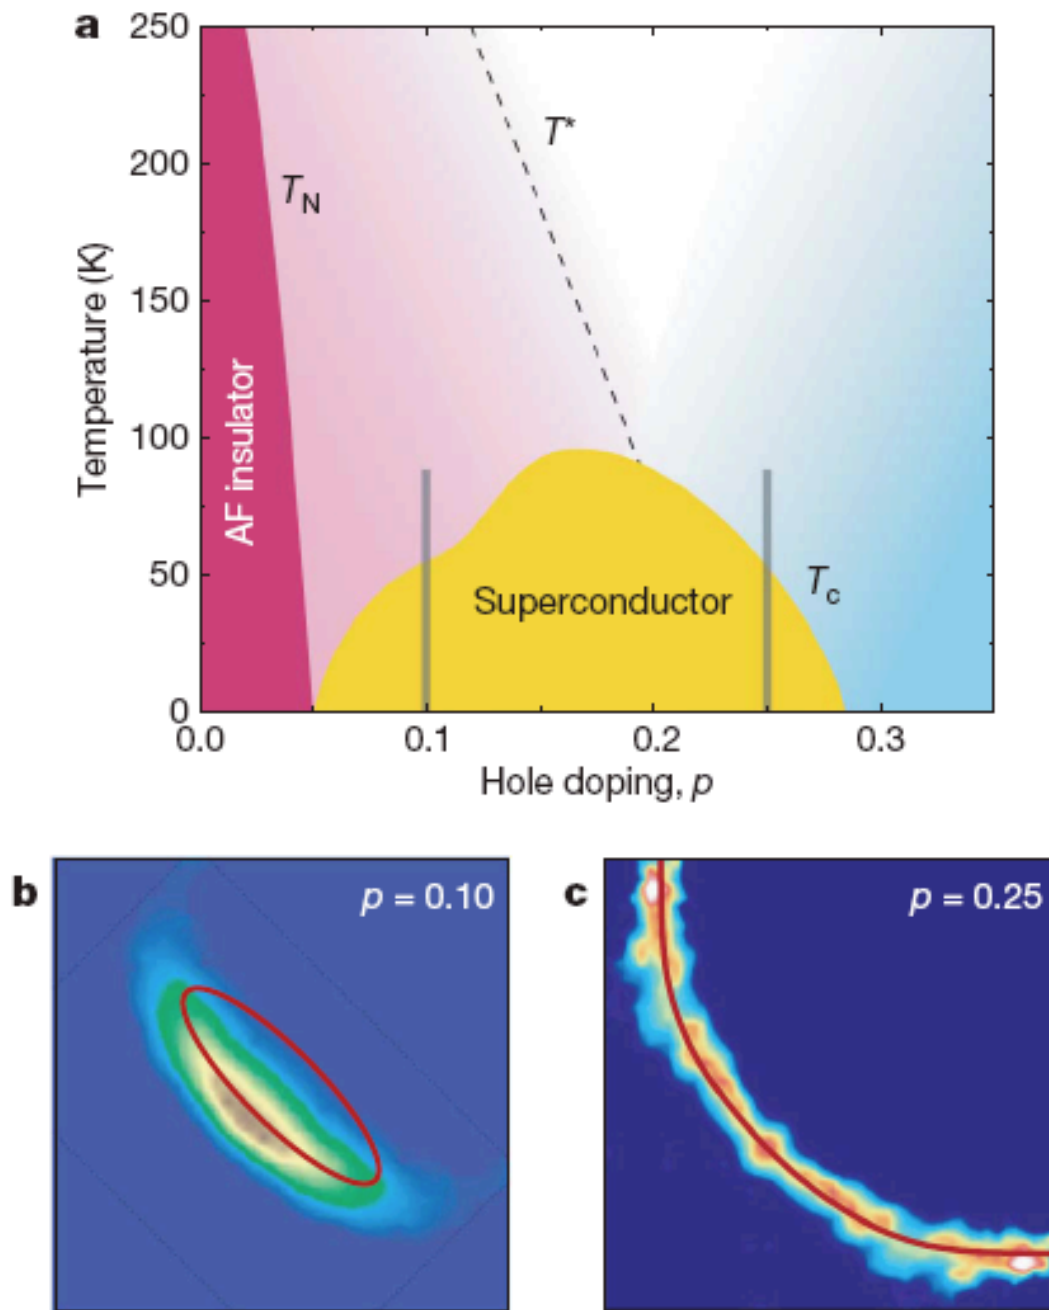 a
250
T*
200
T_N
150
Temperature (K)
AF insulator
100
50
Superconductor
T_c
0
0.0 0.1 0.2 0.3
Hole doping, p
b
p = 0.10
c
p = 0.25